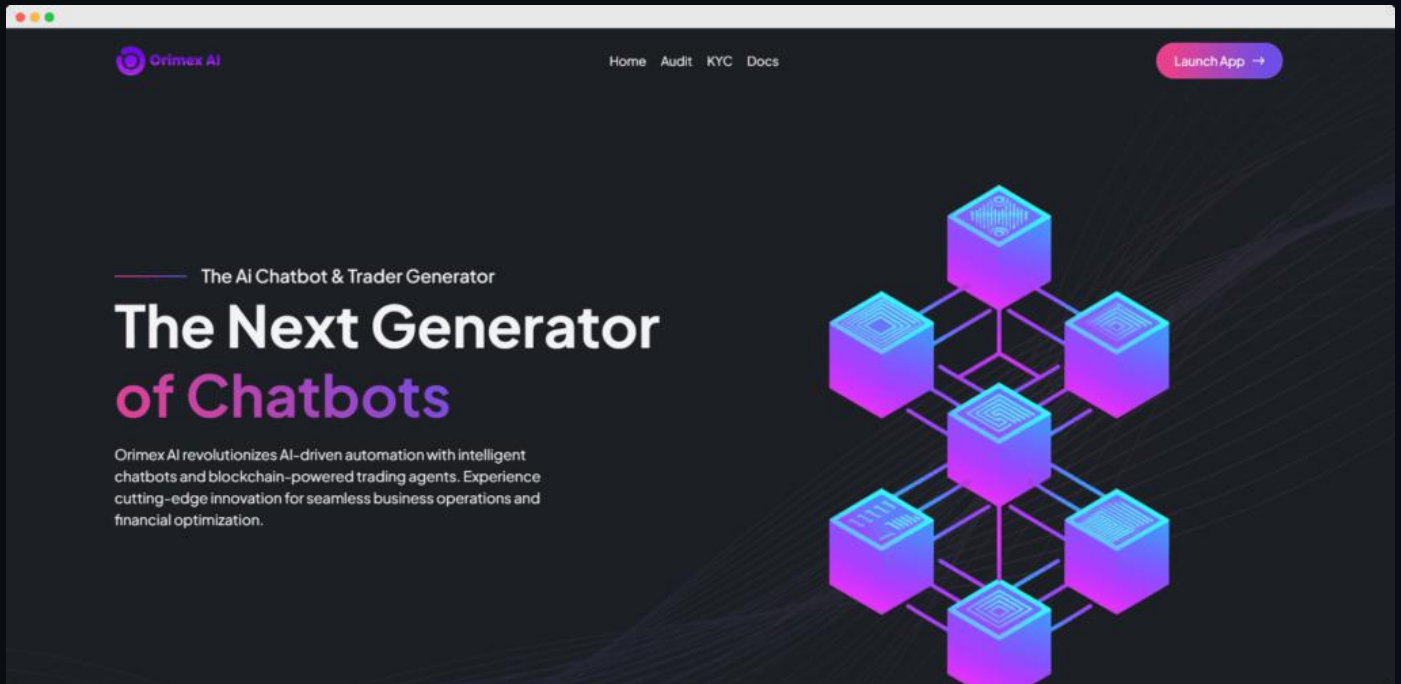 Orimex AI
Home Audit KYC Docs
Launch App →
The Ai Chatbot & Trader Generator
The Next Generator
of Chatbots
Orimex AI revolutionizes AI-driven automation with intelligent
chatbots and blockchain-powered trading agents. Experience
cutting-edge innovation for seamless business operations and
financial optimization.